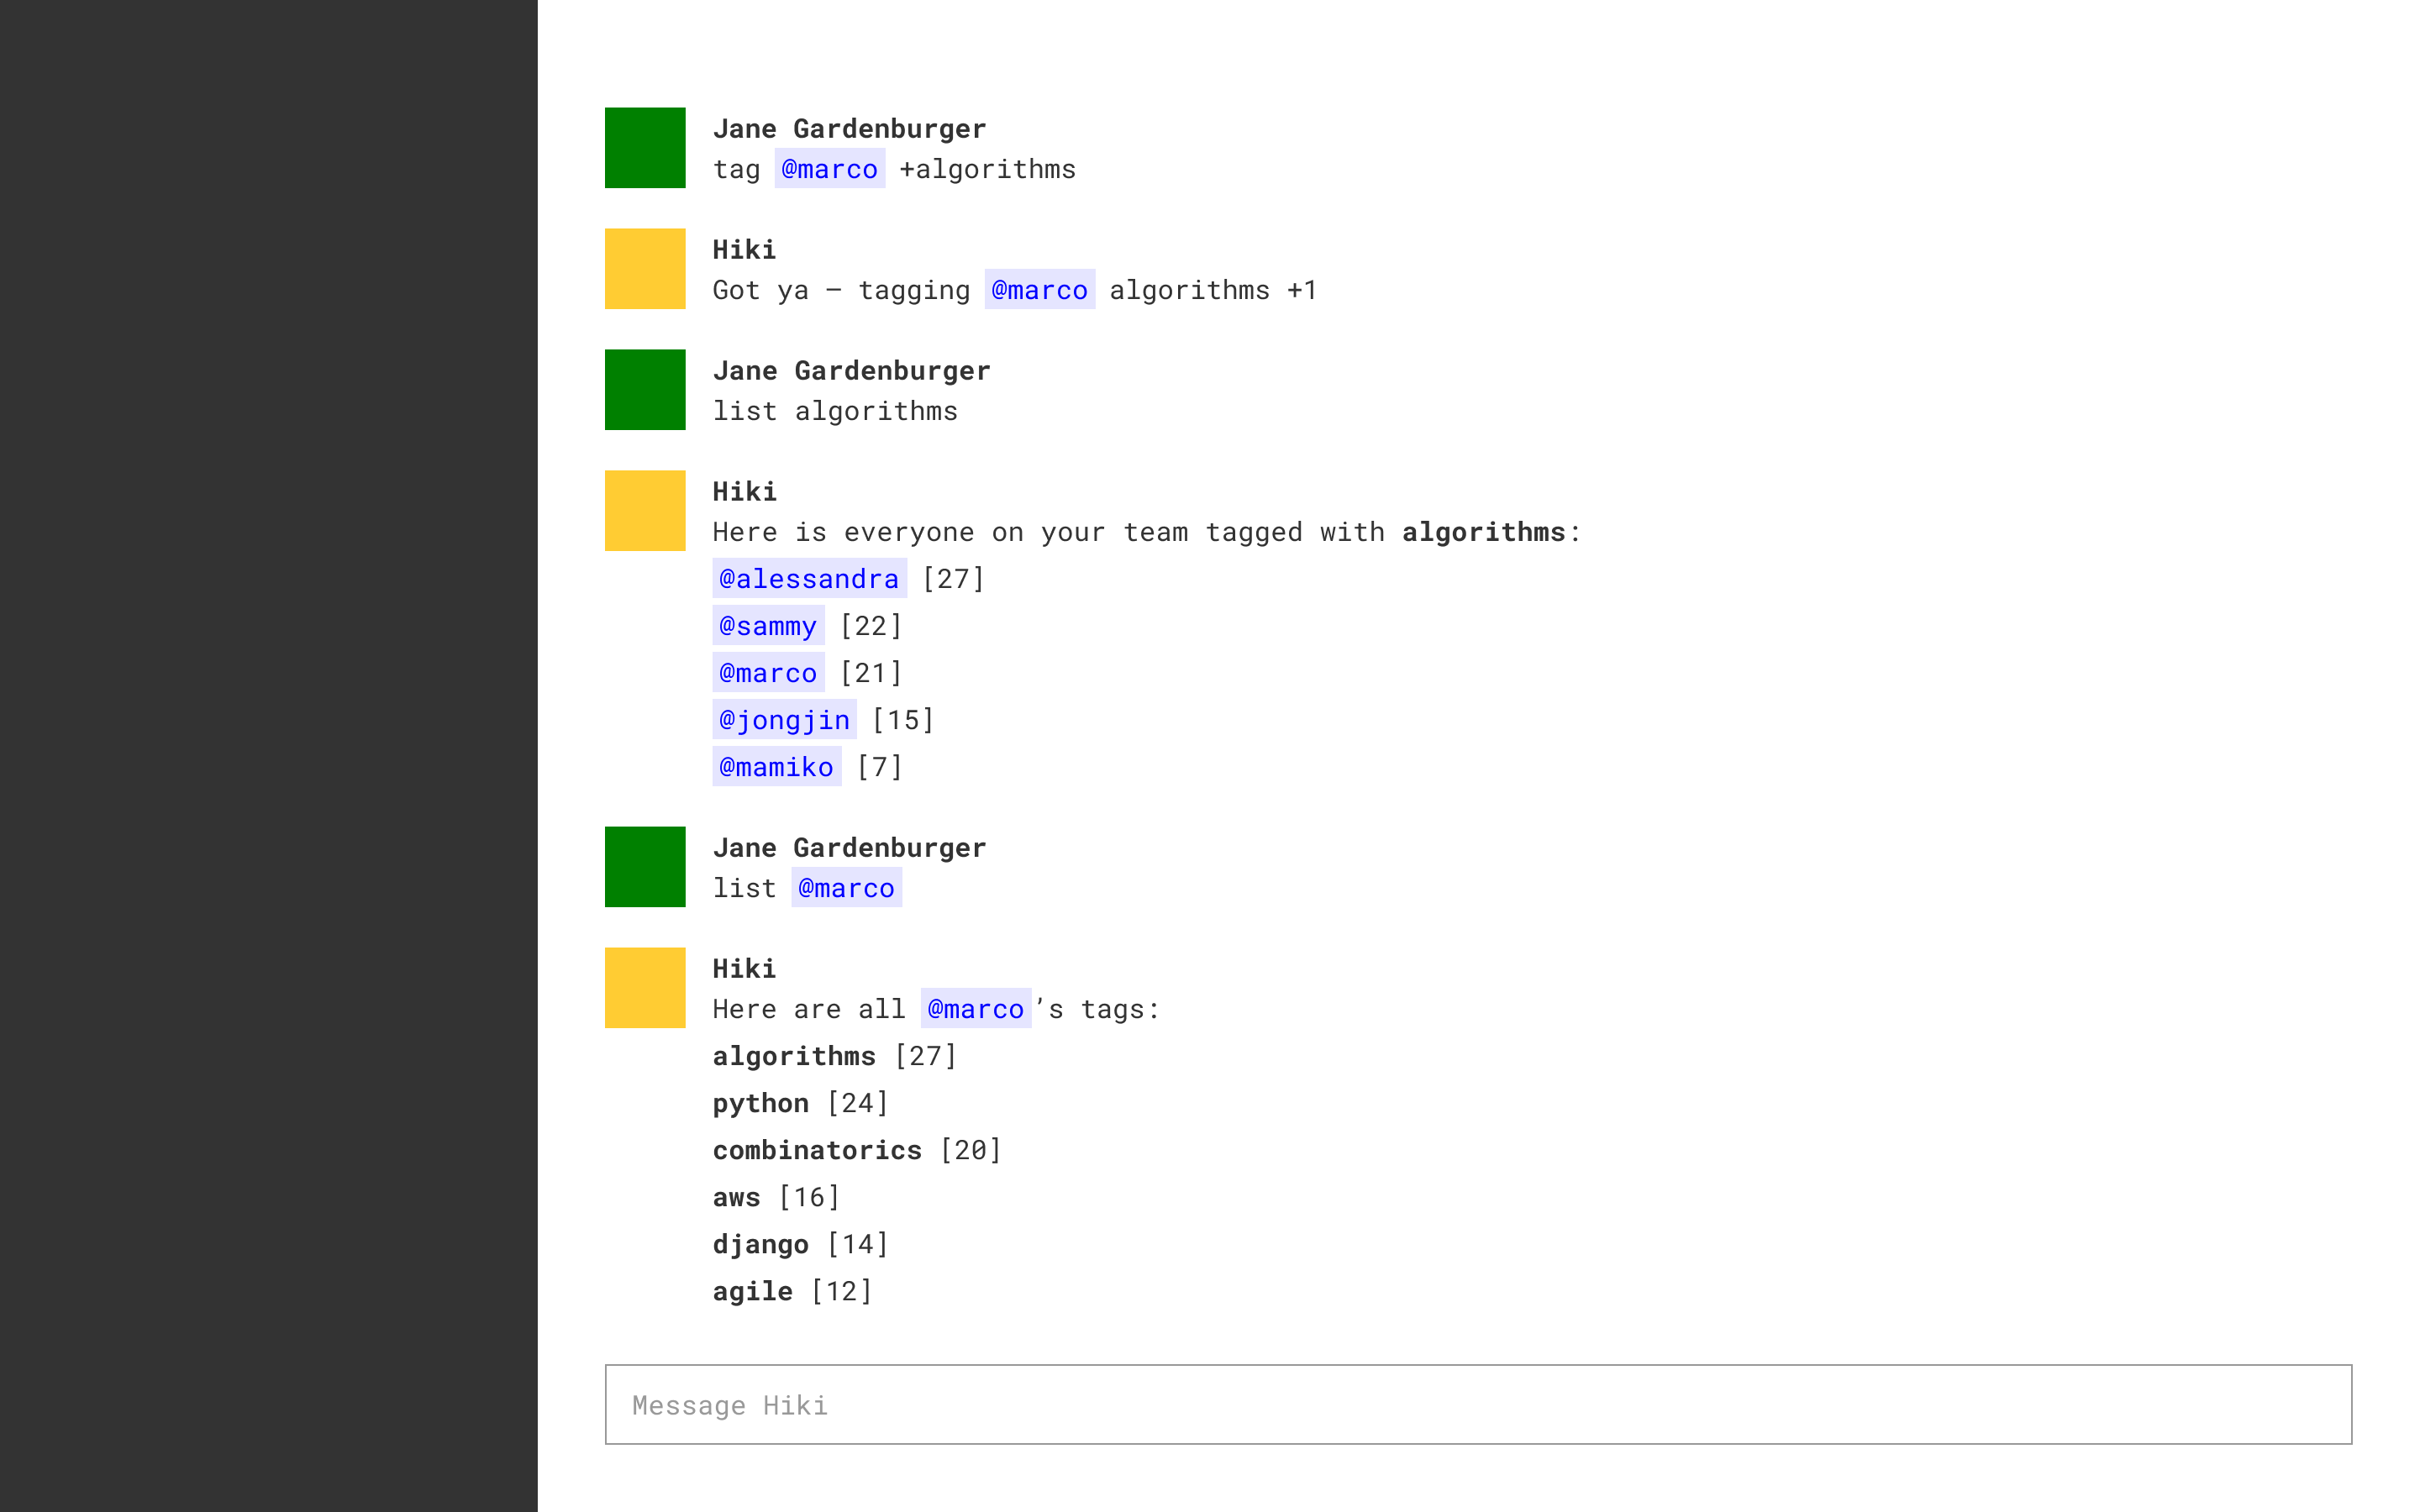 Jane Gardenburger
tag @marco +algorithms
Hiki
Got ya – tagging @marco algorithms +1
Jane Gardenburger
list algorithms
Hiki
Here is everyone on your team tagged with algorithms:
@alessandra [27]
@sammy [22]
@marco [21]
@jongjin [15]
@mamiko [7]
Jane Gardenburger
list @marco
Hiki
Here are all @marco’s tags:
algorithms [27]
python [24]
combinatorics [20]
aws [16]
django [14]
agile [12]
Message Hiki